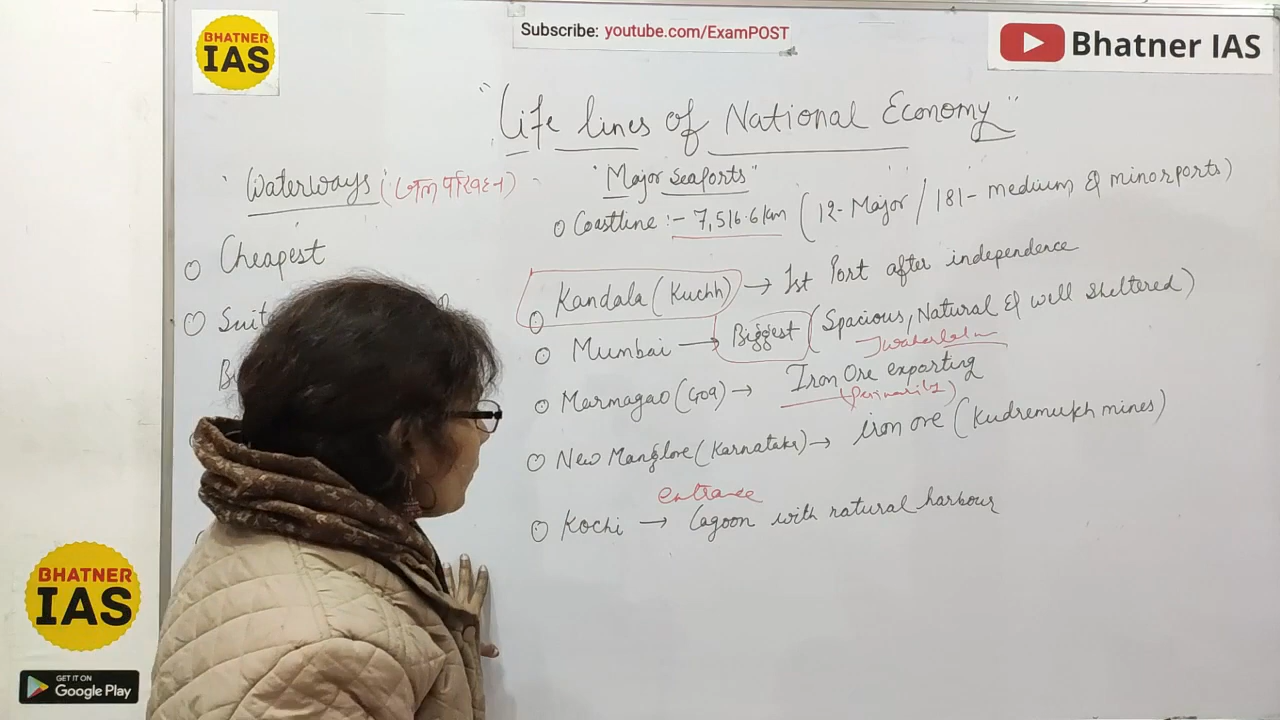 BHATNER
IAS
Subscribe: youtube.com/ExamPOST
Bhatner IAS
"Life lines of National Economy"
"Waterways" (जल परिवहन)
Cheapest
"Major Seaports"
Coastline :- 7,516.6 km (12- Major / 181- medium & minor ports)
Kandala (Kuchh) → 1st Port after independence
Mumbai → Biggest (Spacious, Natural & well sheltered)
Marmagao (Goa) → Iron Ore exporting
New Manglore (Karnataka) → iron ore (Kudremukh mines)
entrance
Kochi → Lagoon with natural harbour
BHATNER
IAS
GET IT ON
Google Play